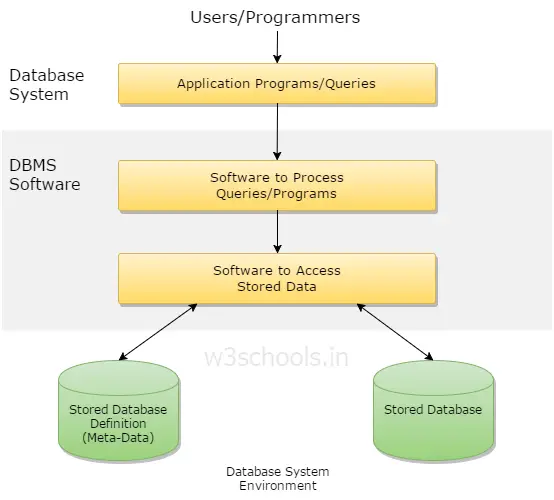 Users/Programmers
Database
System
Application Programs/Queries
DBMS
Software
Software to Process
Queries/Programs
Software to Access
Stored Data
w3schools.in
Stored Database
Definition
(Meta-Data)
Stored Database
Database System
Environment